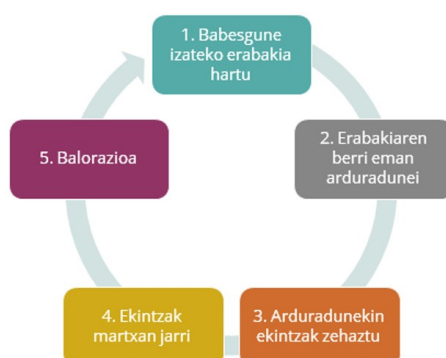 1. Babesgune
izateko erabakia
hartu
2. Erabakiaren
berri eman
arduradunei
3. Arduradunekin
ekintzak zehaztu
4. Ekintzak
martxan jarri
5. Balorazioa